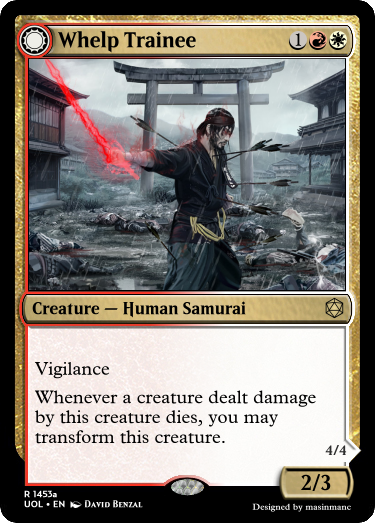 Whelp Trainee 1
Creature — Human Samurai
Vigilance
Whenever a creature dealt damage
by this creature dies, you may
transform this creature.
4/4
2/3
R 1453a
UOL • EN DAVID BENZAL
Designed by masinmanc